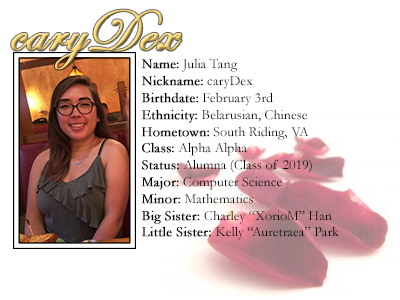 caryDex
Name: Julia Tang
Nickname: caryDex
Birthdate: February 3rd
Ethnicity: Belarusian, Chinese
Hometown: South Riding, VA
Class: Alpha Alpha
Status: Alumna (Class of 2019)
Major: Computer Science
Minor: Mathematics
Big Sister: Charley “XorioM” Han
Little Sister: Kelly “Auretraea” Park